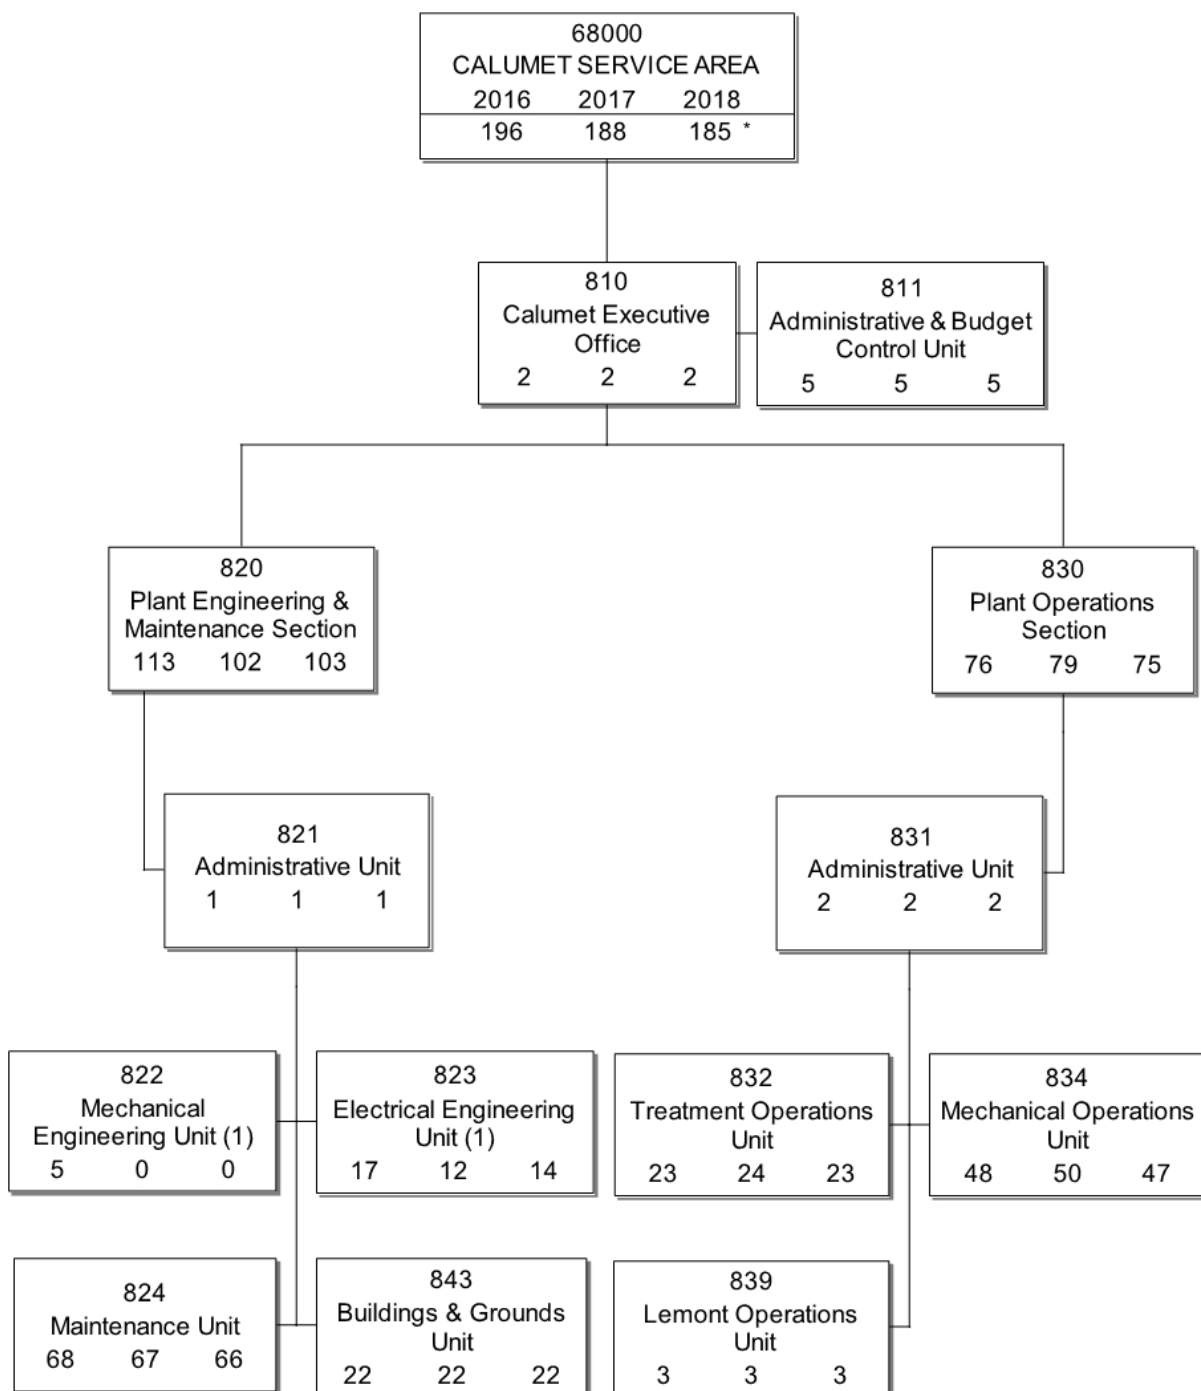 68000
CALUMET SERVICE AREA
2016 2017 2018
196 188 185 *
810
Calumet Executive
Office
2 2 2
811
Administrative & Budget
Control Unit
5 5 5
820
Plant Engineering &
Maintenance Section
113 102 103
830
Plant Operations
Section
76 79 75
821
Administrative Unit
1 1 1
831
Administrative Unit
2 2 2
822
Mechanical
Engineering Unit (1)
5 0 0
823
Electrical Engineering
Unit (1)
17 12 14
832
Treatment Operations
Unit
23 24 23
834
Mechanical Operations
Unit
48 50 47
824
Maintenance Unit
68 67 66
843
Buildings & Grounds
Unit
22 22 22
839
Lemont Operations
Unit
3 3 3